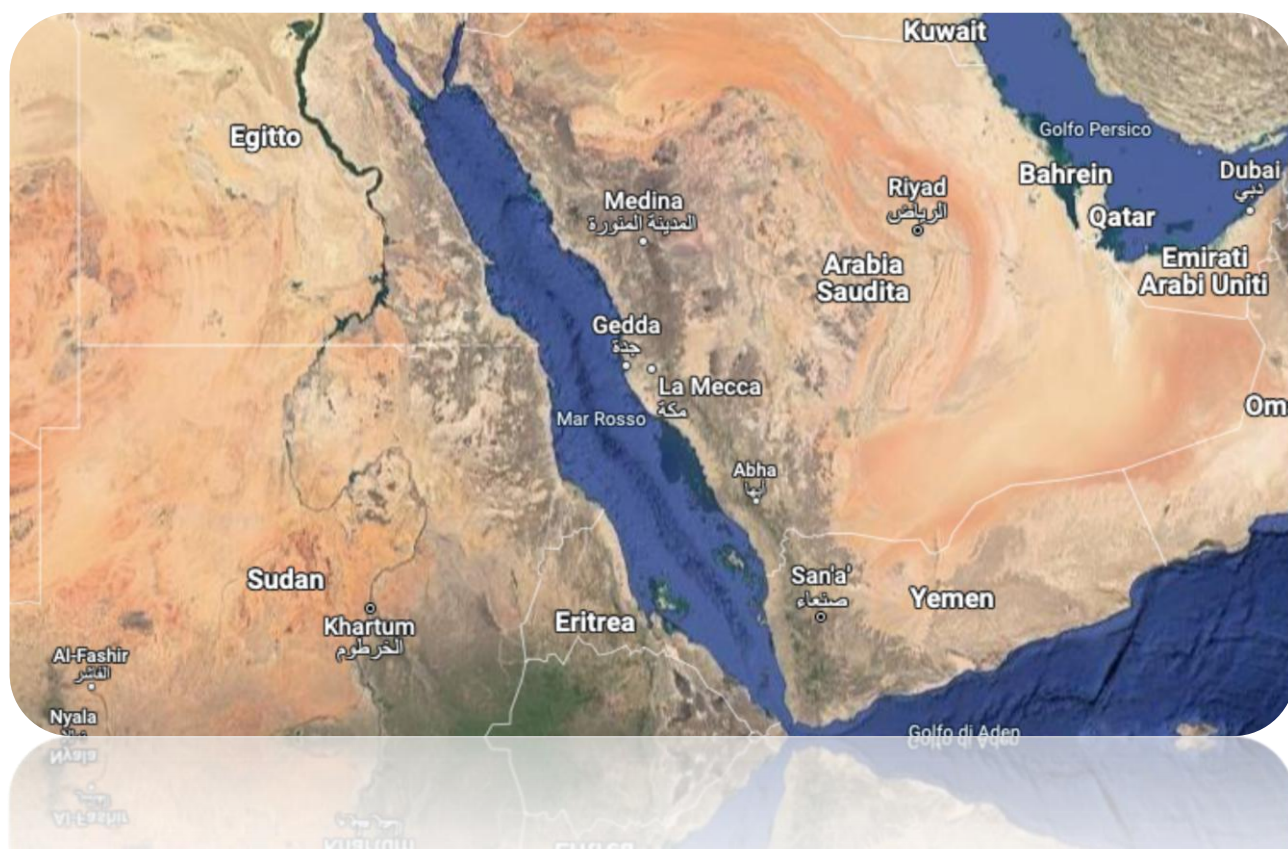 Kuwait
Egitto
Golfo Persico
Bahrein
Dubai
دبي
Medina
المدينة المنورة
Riyad
الرياض
Qatar
Arabia
Saudita
Emirati
Arabi Uniti
Gedda
جدة
La Mecca
مكة
Mar Rosso
Om
Abha
أبها
Sudan
San'a'
صنعاء
Yemen
Khartum
الخرطوم
Eritrea
Al-Fashir
الفاشر
Nyala
Golfo di Aden